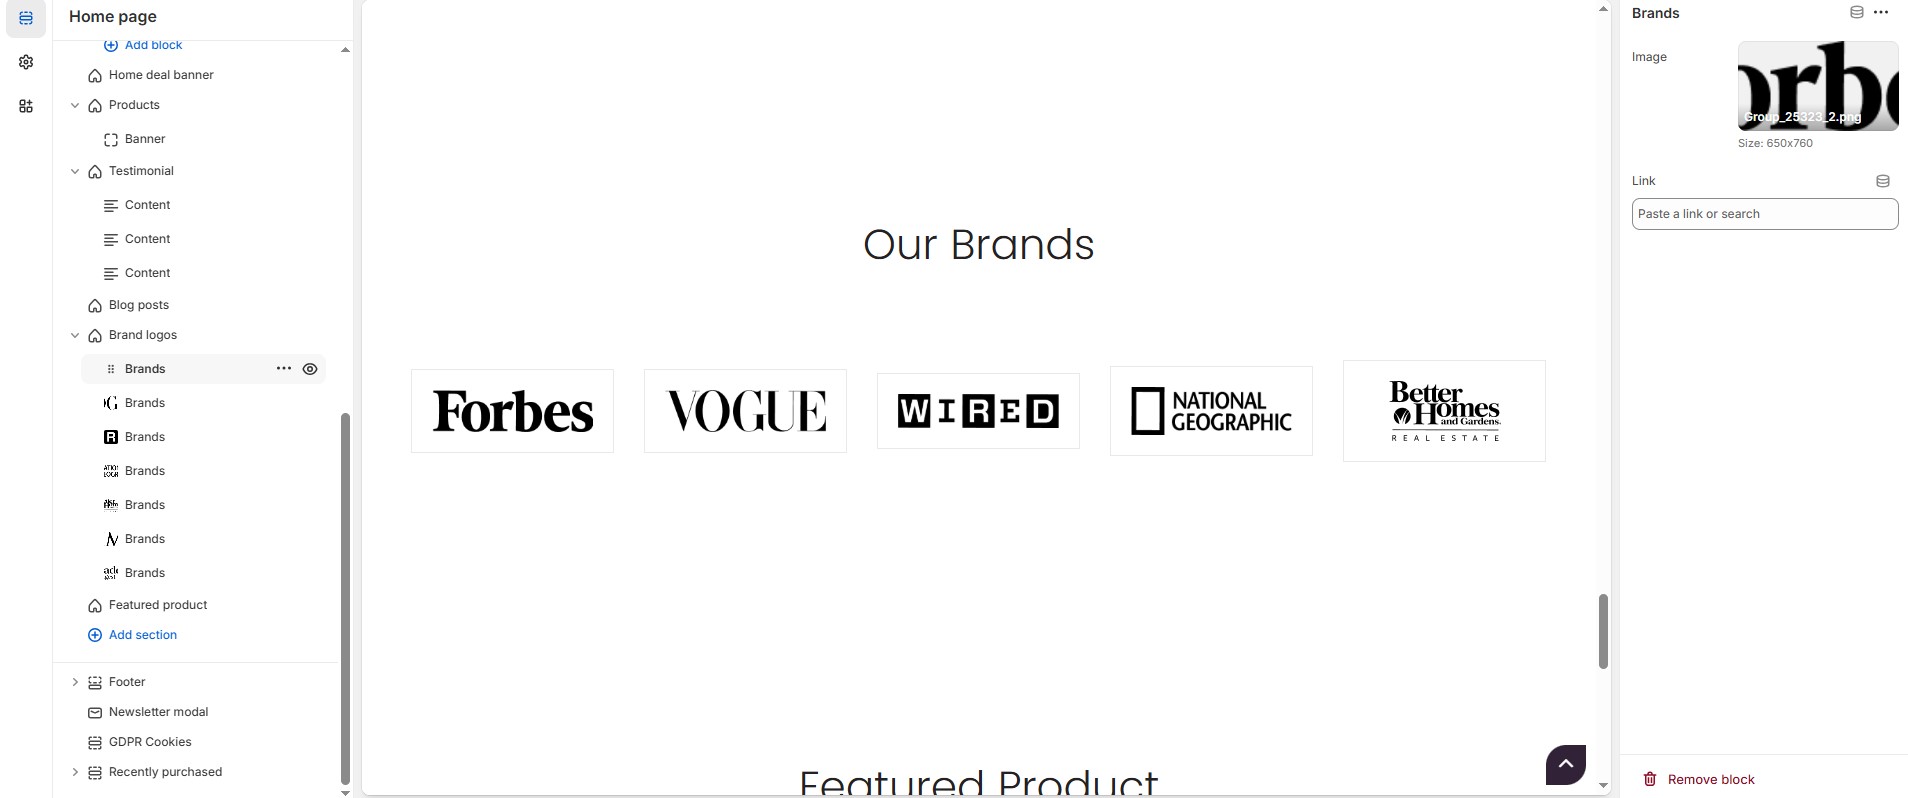 Home page
Add block
Home deal banner
Products
Banner
Testimonial
Content
Content
Content
Blog posts
Brand logos
Brands
Brands
Brands
Brands
Brands
Brands
Brands
Featured product
Add section
Footer
Newsletter modal
GDPR Cookies
Recently purchased
Our Brands
Forbes
VOGUE
WIRED
NATIONAL
GEOGRAPHIC
Better
Homes
and Gardens.
REAL ESTATE
Featured Product
Brands
Image
orb
Group_25323_2.png
Size: 650x760
Link
Paste a link or search
Remove block